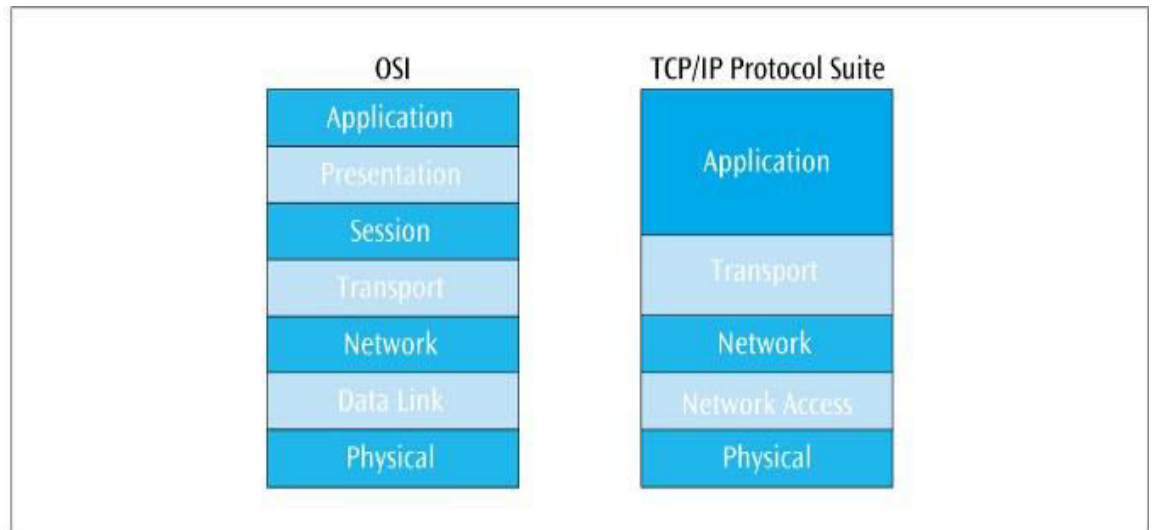 OSI
Application
Presentation
Session
Transport
Network
Data Link
Physical
TCP/IP Protocol Suite
Application
Transport
Network
Network Access
Physical